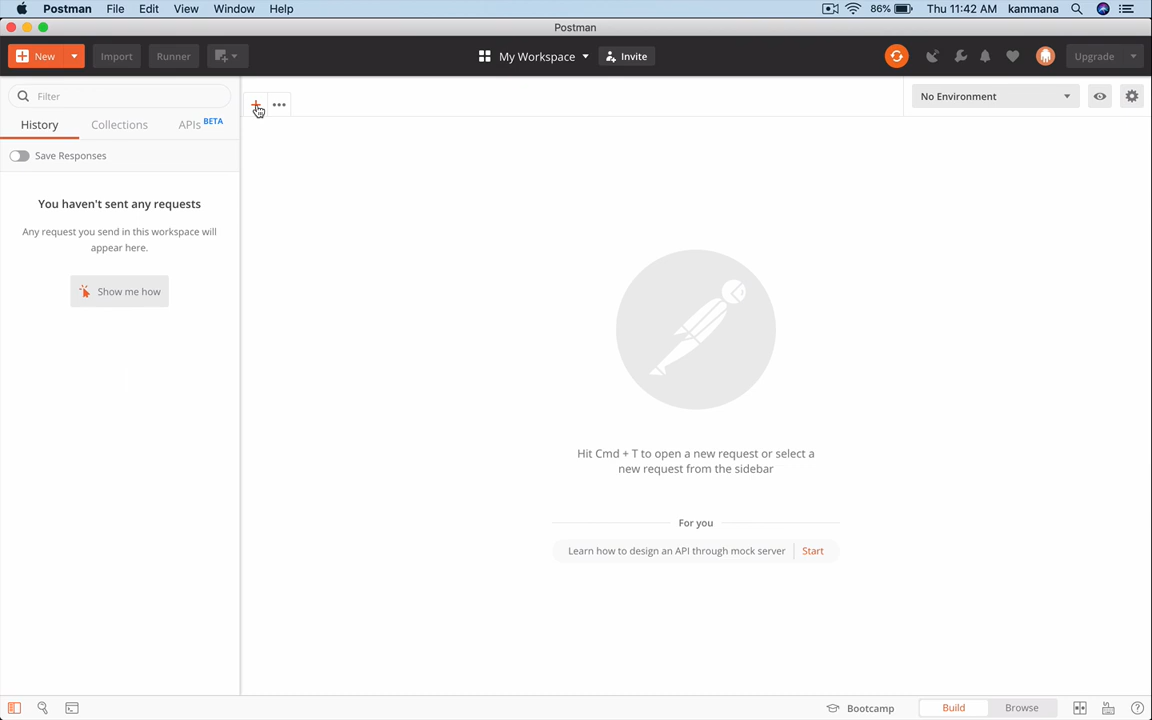 Postman File Edit View Window Help 86% Thu 11:42 AM kammana
Postman
New Import Runner My Workspace Invite Upgrade
Filter
No Environment
History Collections APIs BETA
Save Responses
You haven't sent any requests
Any request you send in this workspace will
appear here.
Show me how
Hit Cmd + T to open a new request or select a
new request from the sidebar
For you
Learn how to design an API through mock server Start
Bootcamp Build Browse